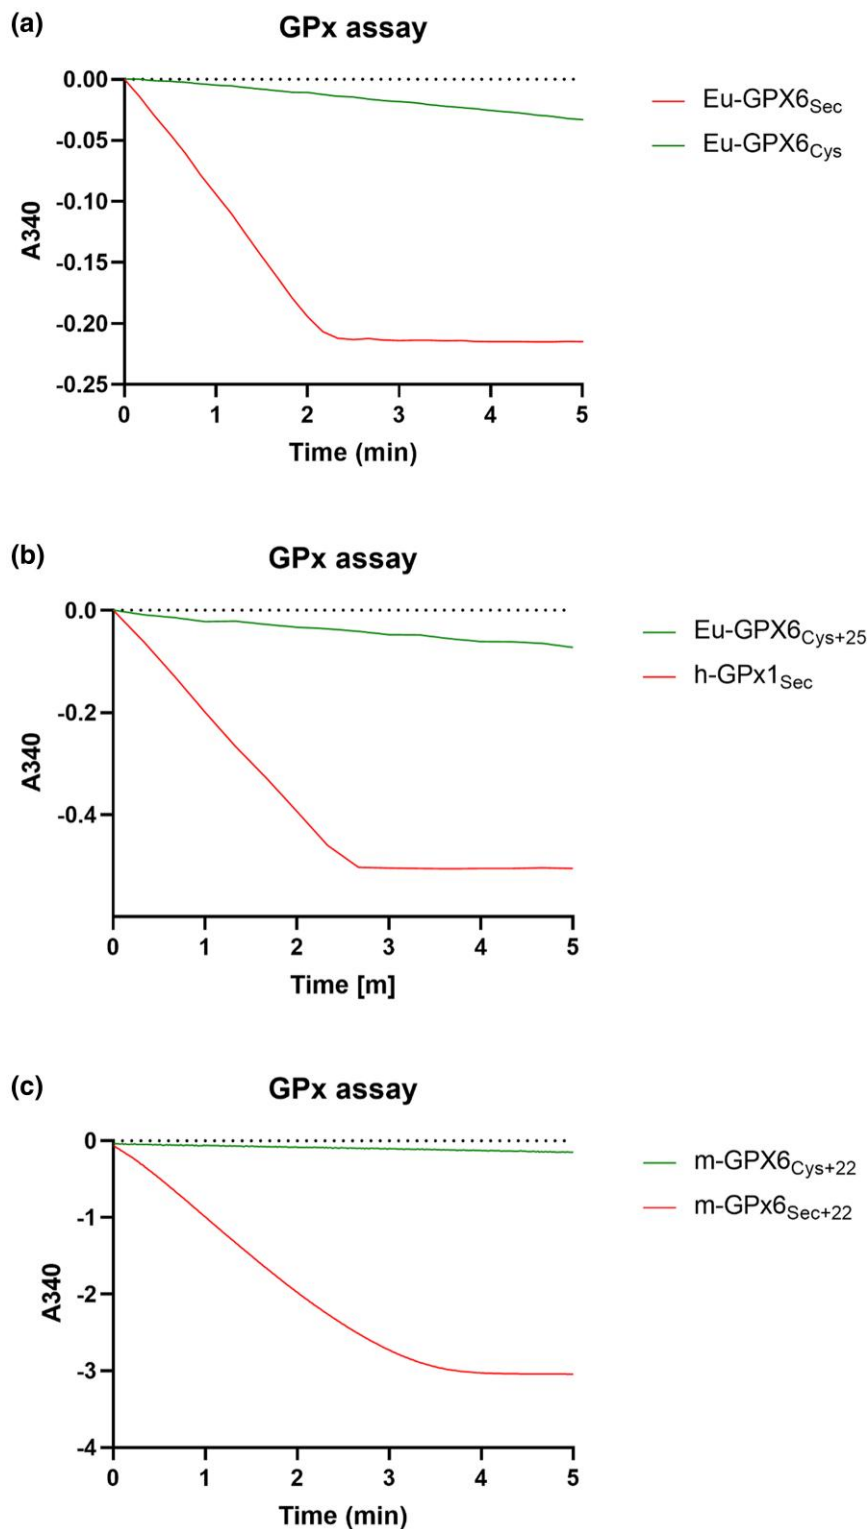 (a)
GPx assay
0.00
-0.05
-0.10
-0.15
-0.20
-0.25
A340
0 1 2 3 4 5
Time (min)
Eu-GPX6Sec
Eu-GPX6Cys
(b)
GPx assay
0.0
-0.2
-0.4
A340
0 1 2 3 4 5
Time [m]
Eu-GPX6Cys+25
h-GPx1Sec
(c)
GPx assay
0
-1
-2
-3
-4
A340
0 1 2 3 4 5
Time (min)
m-GPX6Cys+22
m-GPx6Sec+22